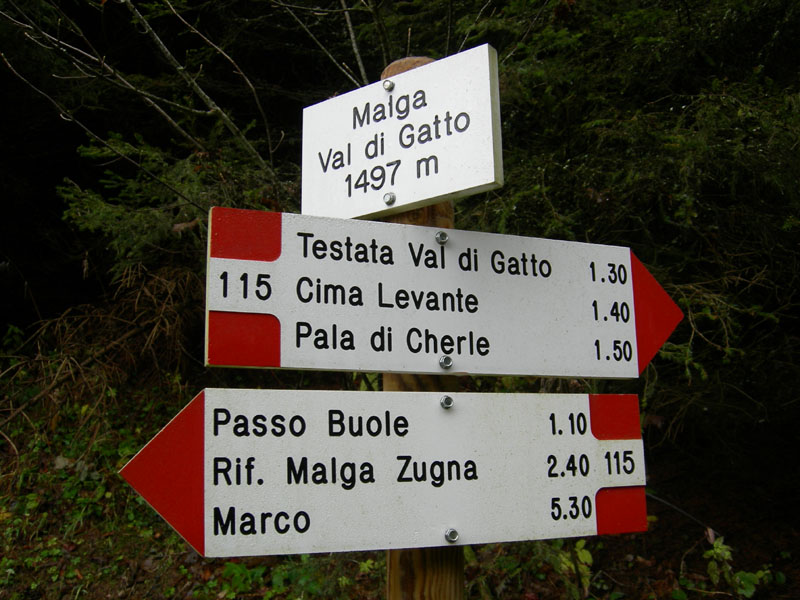 Malga
Val di Gatto
1497 m
115
Testata Val di Gatto 1.30
Cima Levante 1.40
Pala di Cherle 1.50
Passo Buole 1.10
Rif. Malga Zugna 2.40
Marco 5.30
115